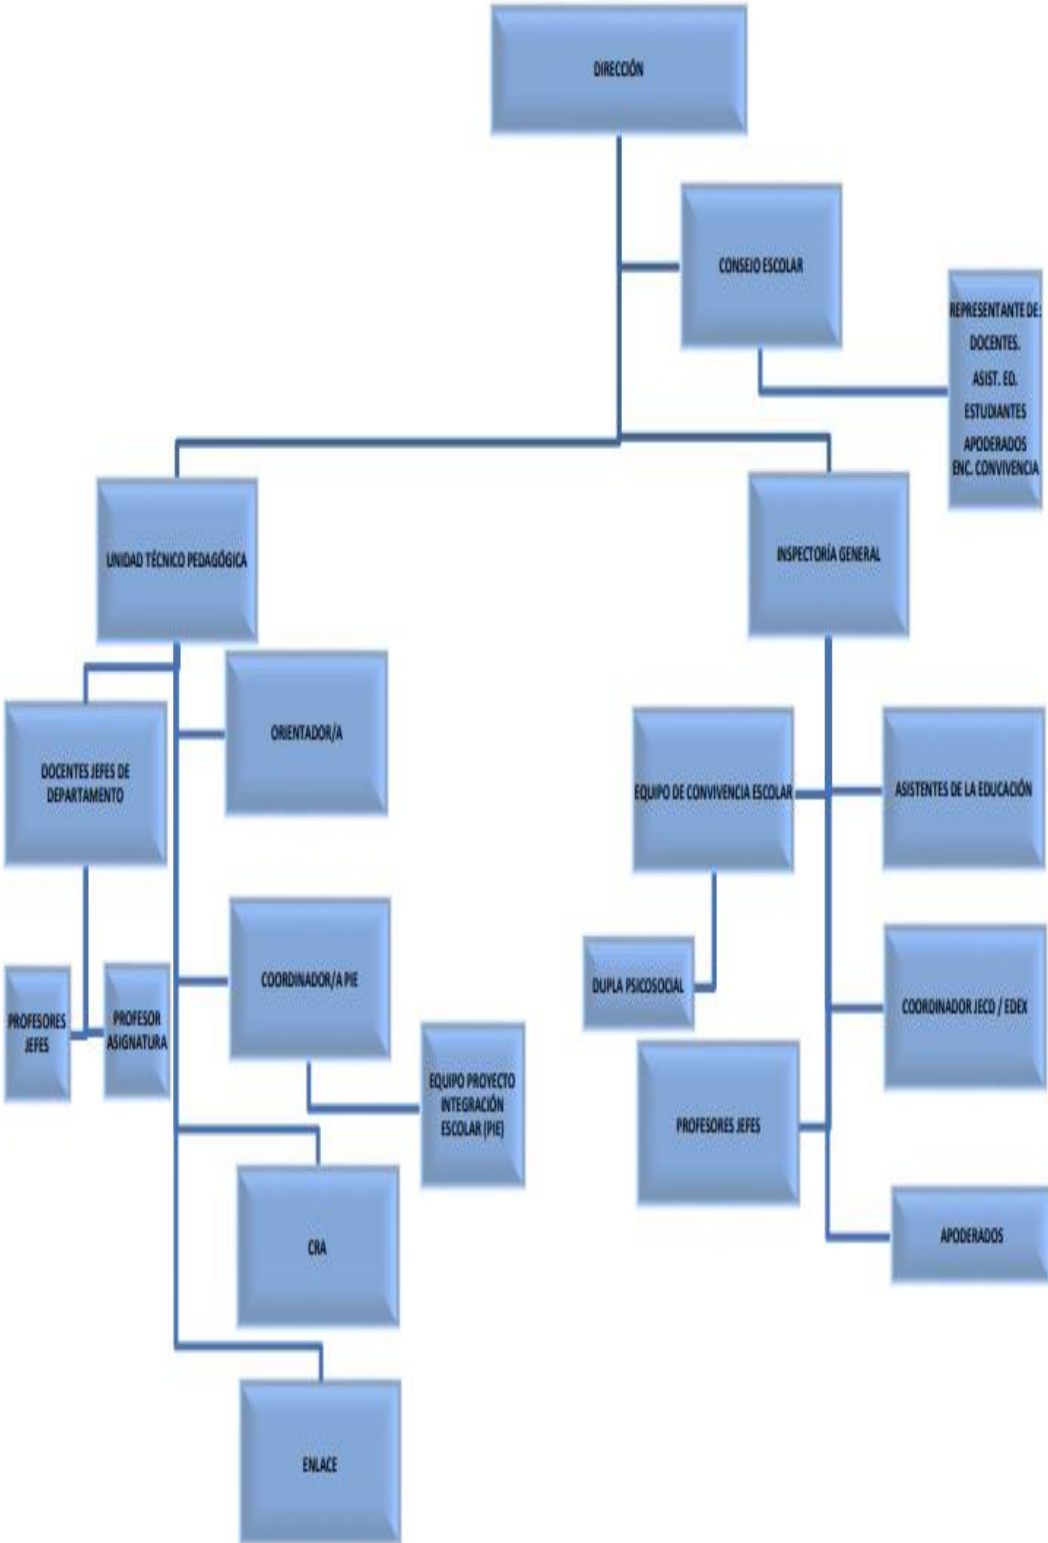 DIRECCIÓN
CONSEJO ESCOLAR
REPRESENTANTE DE:
DOCENTES.
ASIST. ED.
ESTUDIANTES
APODERADOS
ENC. CONVIVENCIA
UNIDAD TÉCNICO PEDAGÓGICA
INSPECTORÍA GENERAL
ORIENTADOR/A
DOCENTES JEFES DE
DEPARTAMENTO
EQUIPO DE CONVIVENCIA ESCOLAR
ASISTENTES DE LA EDUCACIÓN
COORDINADOR/A PIE
DUPLA PSICOSOCIAL
COORDINADOR JECD / EDEX
PROFESORES
JEFES
PROFESOR
ASIGNATURA
EQUIPO PROYECTO
INTEGRACIÓN
ESCOLAR (PIE)
PROFESORES JEFES
CRA
APODERADOS
ENLACE